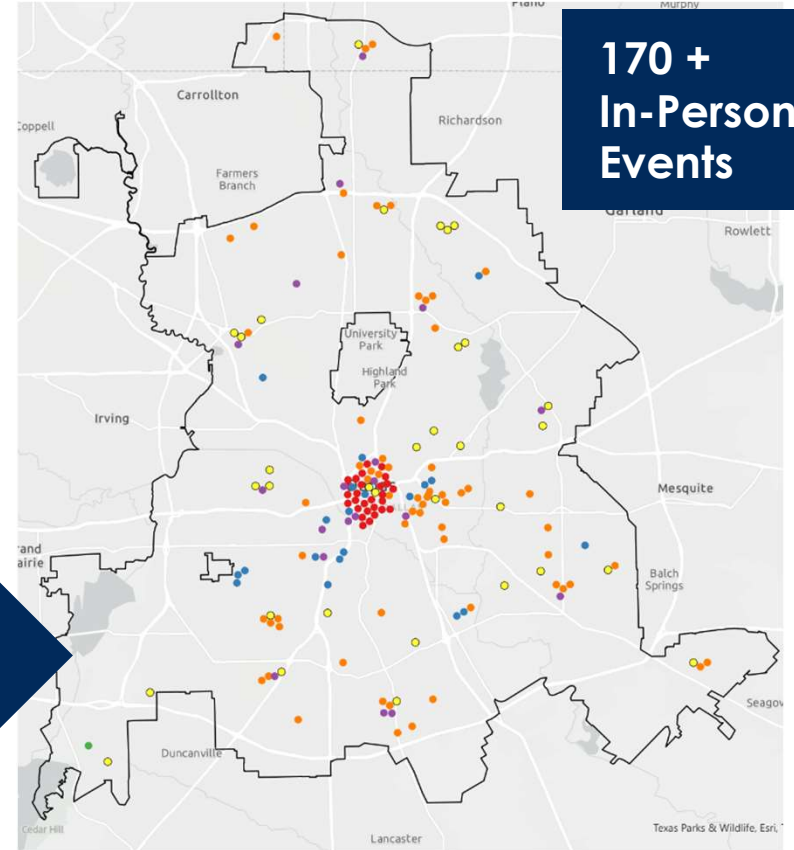 Plano
Murphy
170 +
In-Person
Events
Carrollton
Coppell
Richardson
Farmers
Branch
Garland
Rowlett
University
Park
Highland
Park
Irving
Mesquite
rand
airie
Balch
Springs
Seagov
Duncanville
Cedar Hill
Lancaster
Texas Parks & Wildlife, Esri,